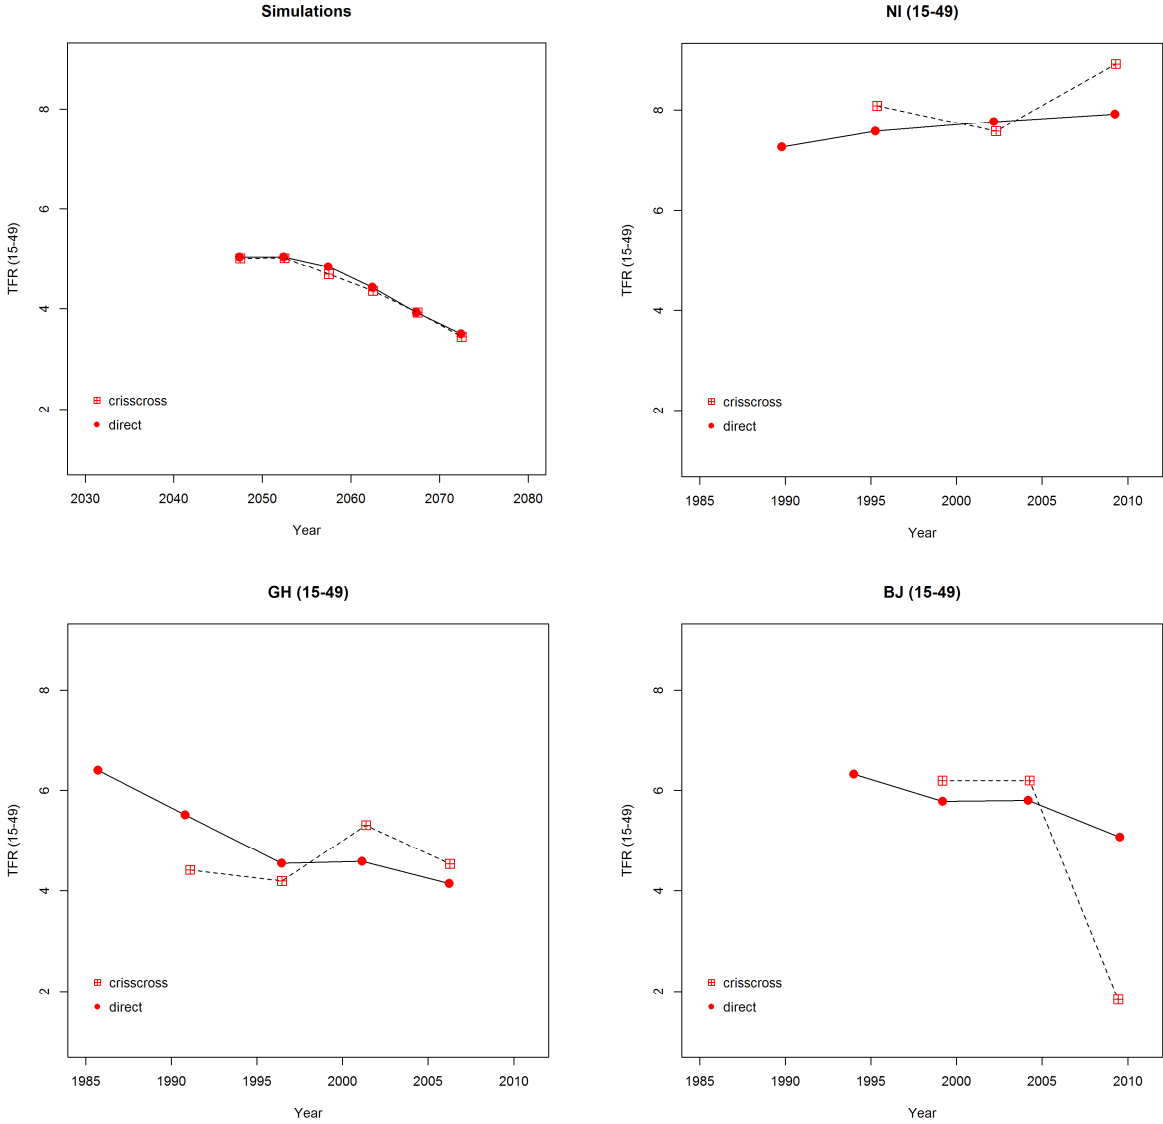 Simulations
TFR (15-49)
8
6
4
2
crisscross
direct
2030 2040 2050 2060 2070 2080
Year
NI (15-49)
TFR (15-49)
8
6
4
2
crisscross
direct
1985 1990 1995 2000 2005 2010
Year
GH (15-49)
TFR (15-49)
8
6
4
2
crisscross
direct
1985 1990 1995 2000 2005 2010
Year
BJ (15-49)
TFR (15-49)
8
6
4
2
crisscross
direct
1985 1990 1995 2000 2005 2010
Year